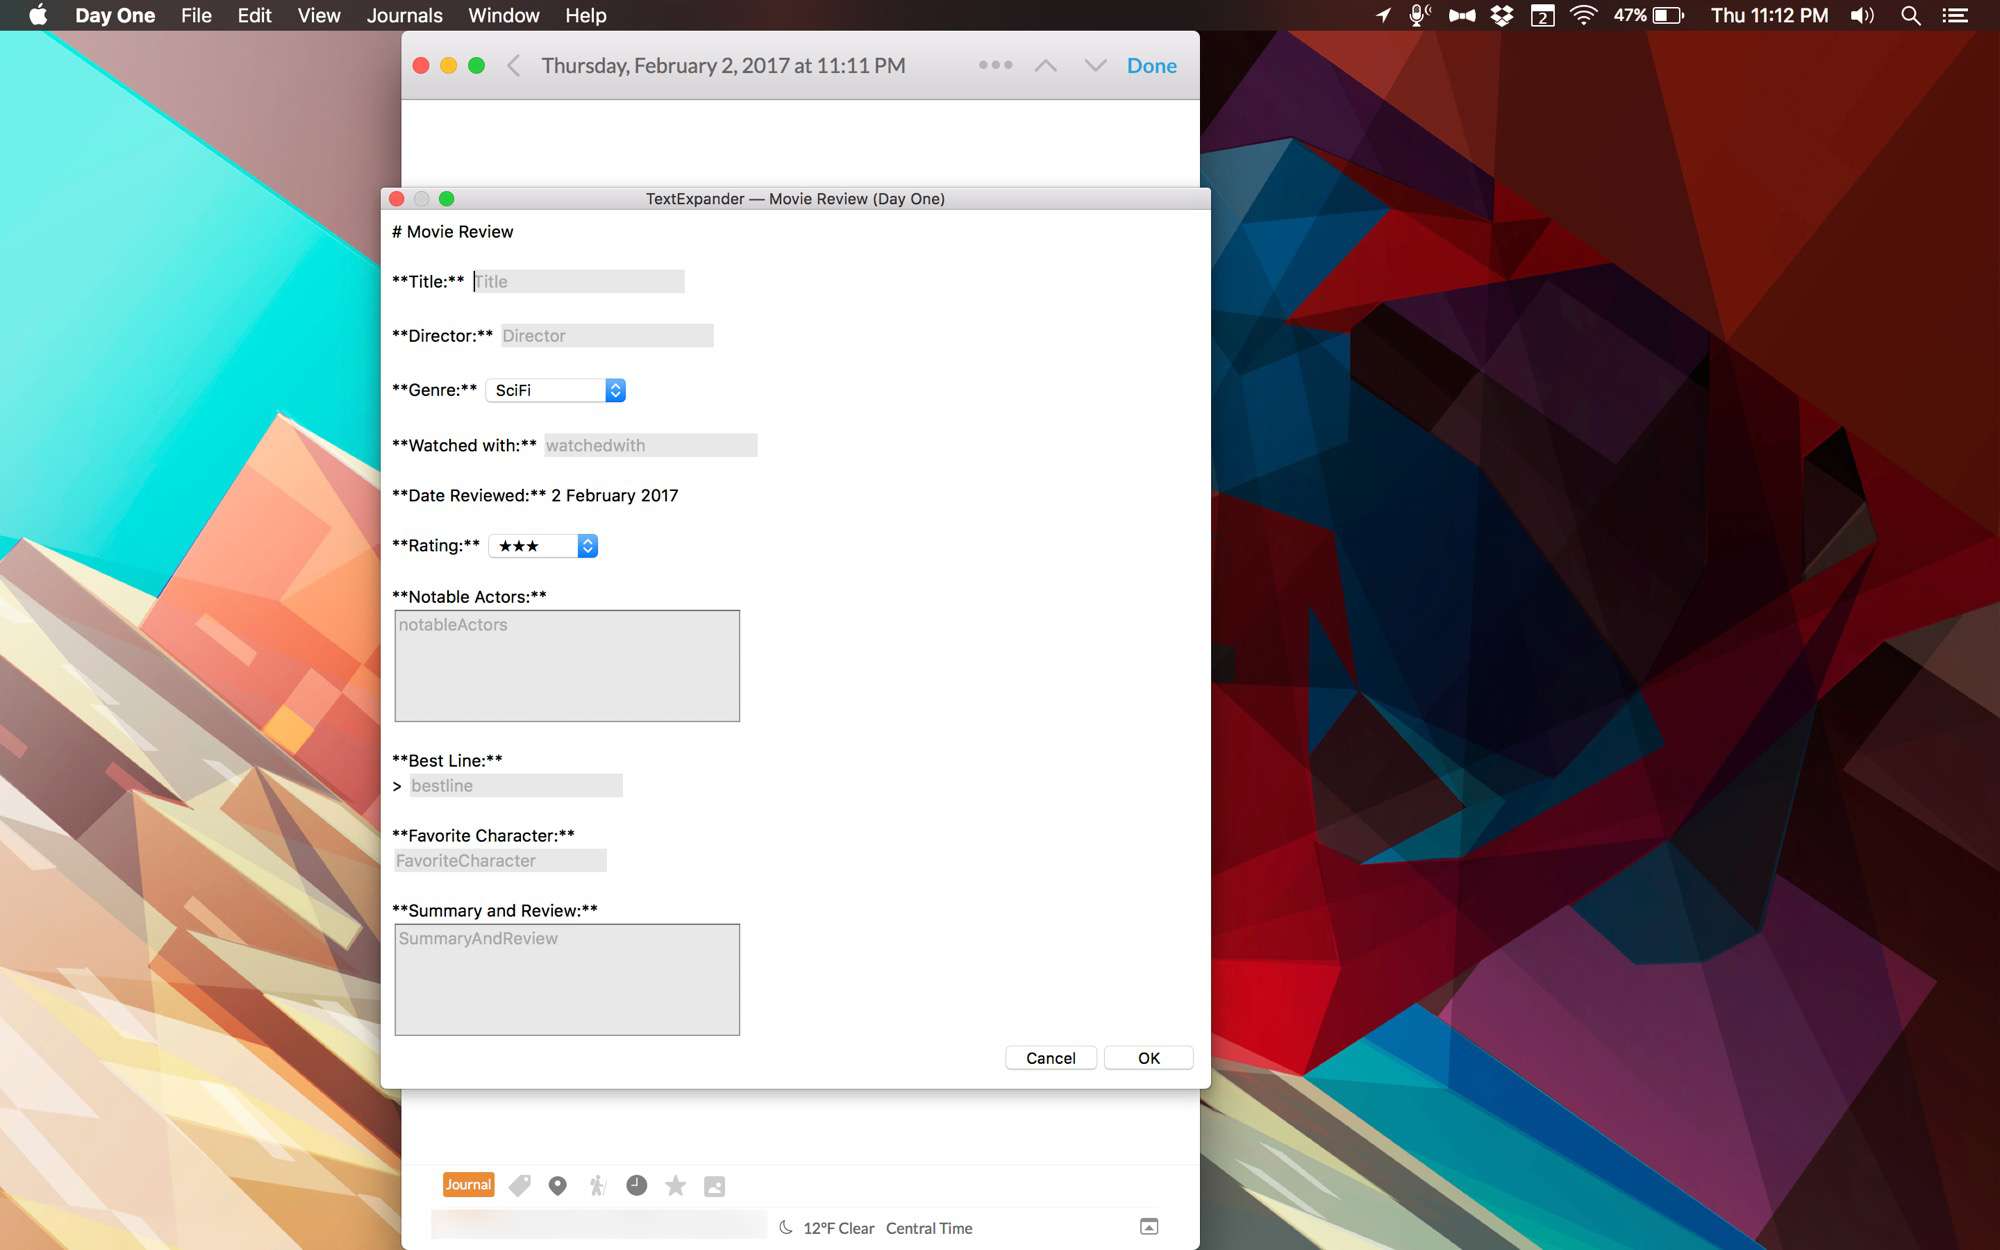 Day One File Edit View Journals Window Help 2 47% Thu 11:12 PM
Thursday, February 2, 2017 at 11:11 PM ••• Done
TextExpander — Movie Review (Day One)
# Movie Review
**Title:** Title
**Director:** Director
**Genre:** SciFi
**Watched with:** watchedwith
**Date Reviewed:** 2 February 2017
**Rating:** ★★★
**Notable Actors:**
notableActors
**Best Line:**
> bestline
**Favorite Character:**
FavoriteCharacter
**Summary and Review:**
SummaryAndReview
Cancel OK
Journal
12°F Clear Central Time